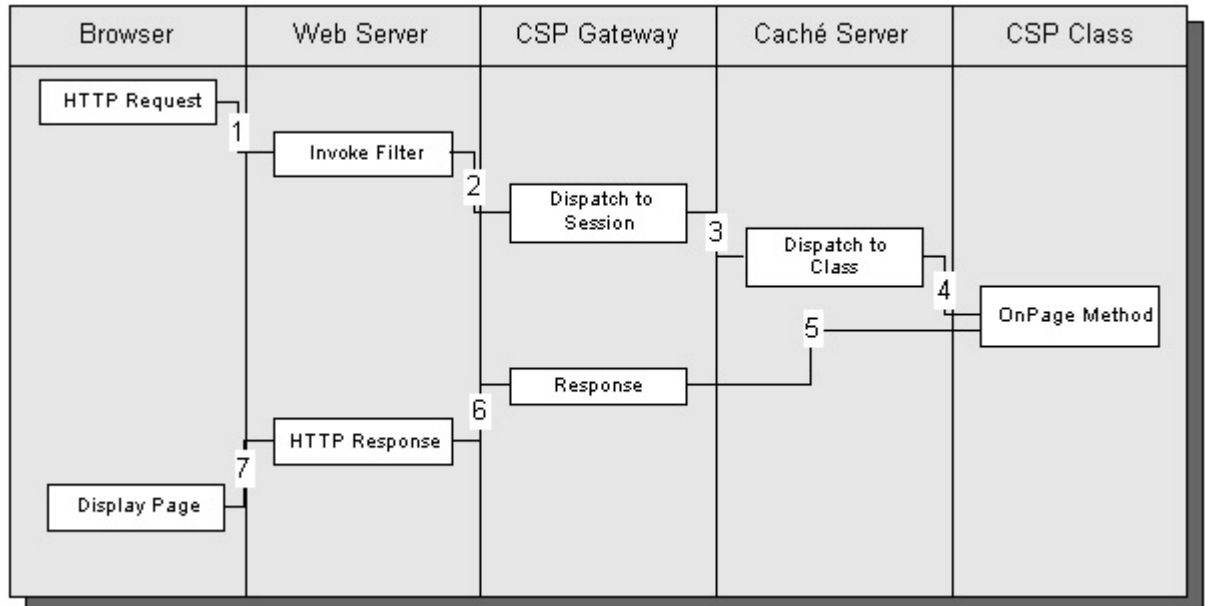 Browser
Web Server
CSP Gateway
Caché Server
CSP Class
HTTP Request
1
Invoke Filter
2
Dispatch to
Session
3
Dispatch to
Class
4
OnPage Method
5
Response
6
HTTP Response
7
Display Page